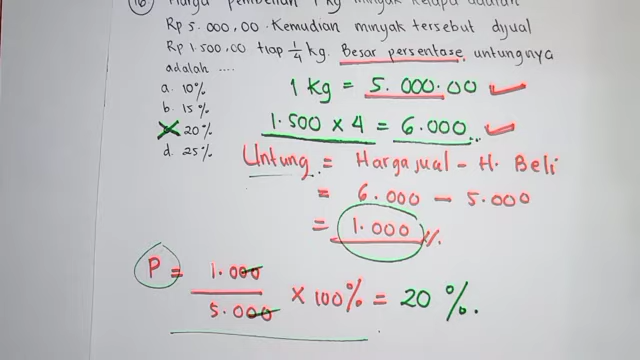 16. Harga pembelian 1 kg minyak kelapa adalah
Rp 5.000,00. Kemudian minyak tersebut dijual
Rp 1.500,00 tiap 1/4 kg. Besar persentase untungnya
adalah ....
a. 10%
b. 15%
20%
d. 25%
1 Kg = 5.000.00
1.500 x 4 = 6.000
Untung = Harga jual - H. Beli
= 6.000 - 5.000
= 1.000
P = 1.000/5.000 x 100% = 20%.